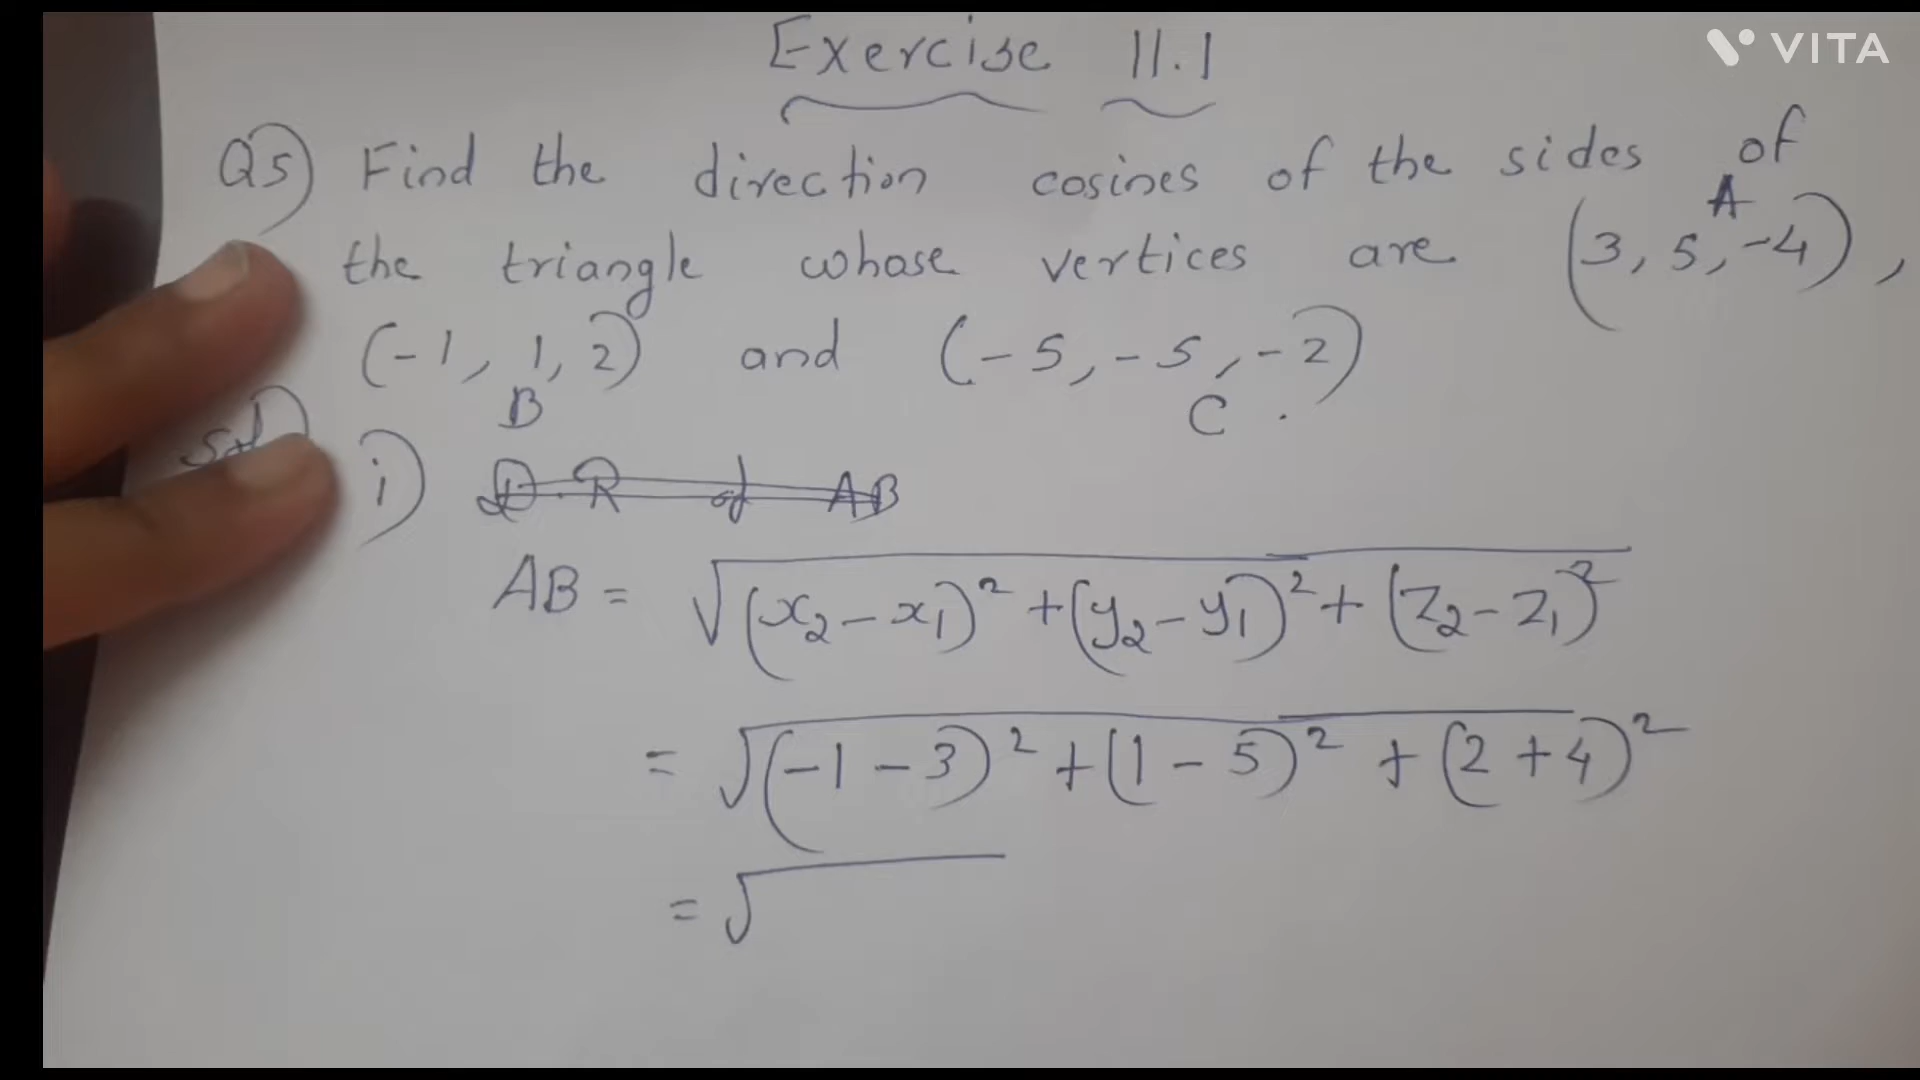 VITA
Exercise 11.1
Q5) Find the direction cosines of the sides of
A
the triangle whose vertices are (3, 5, -4),
(-1, 1, 2) and (-5, -5, -2)
B C .
Sol) i) D.R of AB
AB = √(x₂-x₁)² + (y₂-y₁)² + (z₂-z₁)²
= √(-1-3)² + (1-5)² + (2+4)²
= √